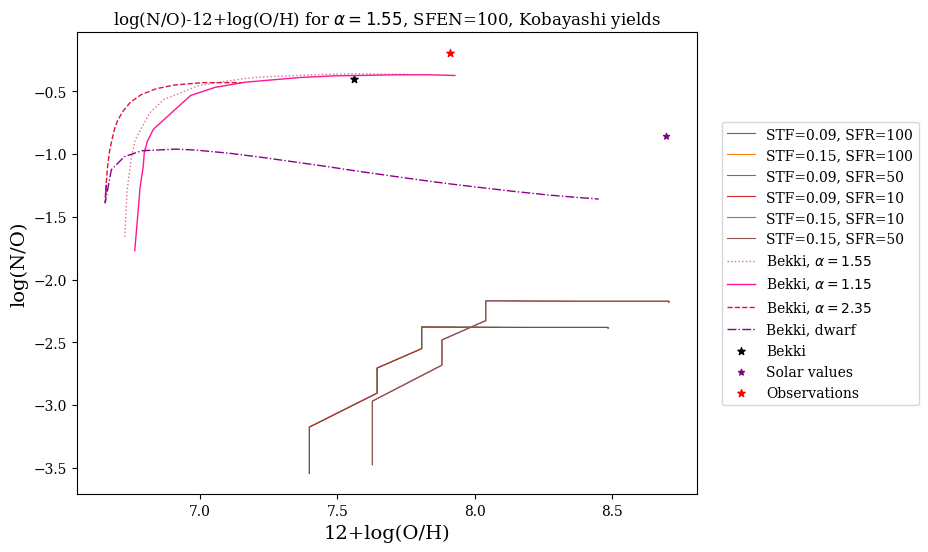 log(N/O)-12+log(O/H) for α = 1.55, SFEN=100, Kobayashi yields
−0.5
−1.0
−1.5
−2.0
−2.5
−3.0
−3.5
log(N/O)
7.0
7.5
8.0
8.5
12+log(O/H)
STF=0.09, SFR=100
STF=0.15, SFR=100
STF=0.09, SFR=50
STF=0.09, SFR=10
STF=0.15, SFR=10
STF=0.15, SFR=50
Bekki, α = 1.55
Bekki, α = 1.15
Bekki, α = 2.35
Bekki, dwarf
Bekki
Solar values
Observations